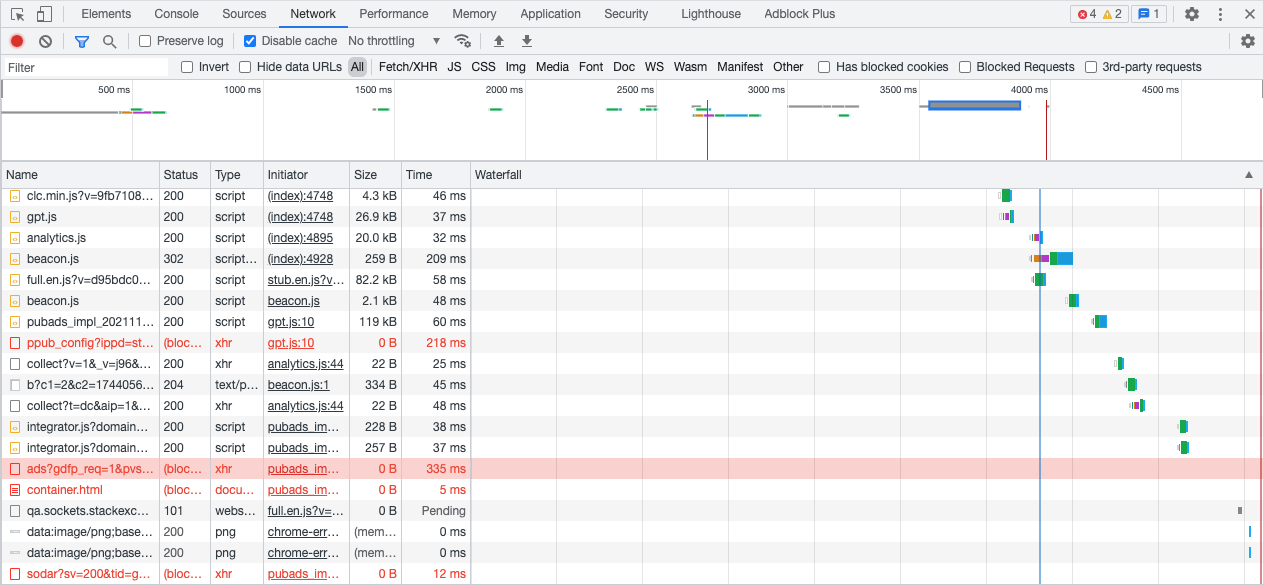 Elements Console Sources Network Performance Memory Application Security Lighthouse Adblock Plus 4 2 1
Preserve log Disable cache No throttling
Filter Invert Hide data URLs All Fetch/XHR JS CSS Img Media Font Doc WS Wasm Manifest Other Has blocked cookies Blocked Requests 3rd-party requests
500 ms 1000 ms 1500 ms 2000 ms 2500 ms 3000 ms 3500 ms 4000 ms 4500 ms
Name Status Type Initiator Size Time Waterfall
clc.min.js?v=9fb7108… 200 script (index):4748 4.3 kB 46 ms
gpt.js 200 script (index):4748 26.9 kB 37 ms
analytics.js 200 script (index):4895 20.0 kB 32 ms
beacon.js 302 script… (index):4928 259 B 209 ms
full.en.js?v=d95bdc0… 200 script stub.en.js?v… 82.2 kB 58 ms
beacon.js 200 script beacon.js 2.1 kB 48 ms
pubads_impl_202111… 200 script gpt.js:10 119 kB 60 ms
ppub_config?ippd=st… (bloc… xhr gpt.js:10 0 B 218 ms
collect?v=1&_v=j96&… 200 xhr analytics.js:44 22 B 25 ms
b?c1=2&c2=1744056… 204 text/p… beacon.js:1 334 B 45 ms
collect?t=dc&aip=1&… 200 xhr analytics.js:44 22 B 48 ms
integrator.js?domain… 200 script pubads_im… 228 B 38 ms
integrator.js?domain… 200 script pubads_im… 257 B 37 ms
ads?gdfp_req=1&pvs… (bloc… xhr pubads_im… 0 B 335 ms
container.html (bloc… docu… pubads_im… 0 B 5 ms
qa.sockets.stackexc… 101 webs… full.en.js?v=… 0 B Pending
data:image/png;base… 200 png chrome-err… (mem… 0 ms
data:image/png;base… 200 png chrome-err… (mem… 0 ms
sodar?sv=200&tid=g… (bloc… xhr pubads_im… 0 B 12 ms